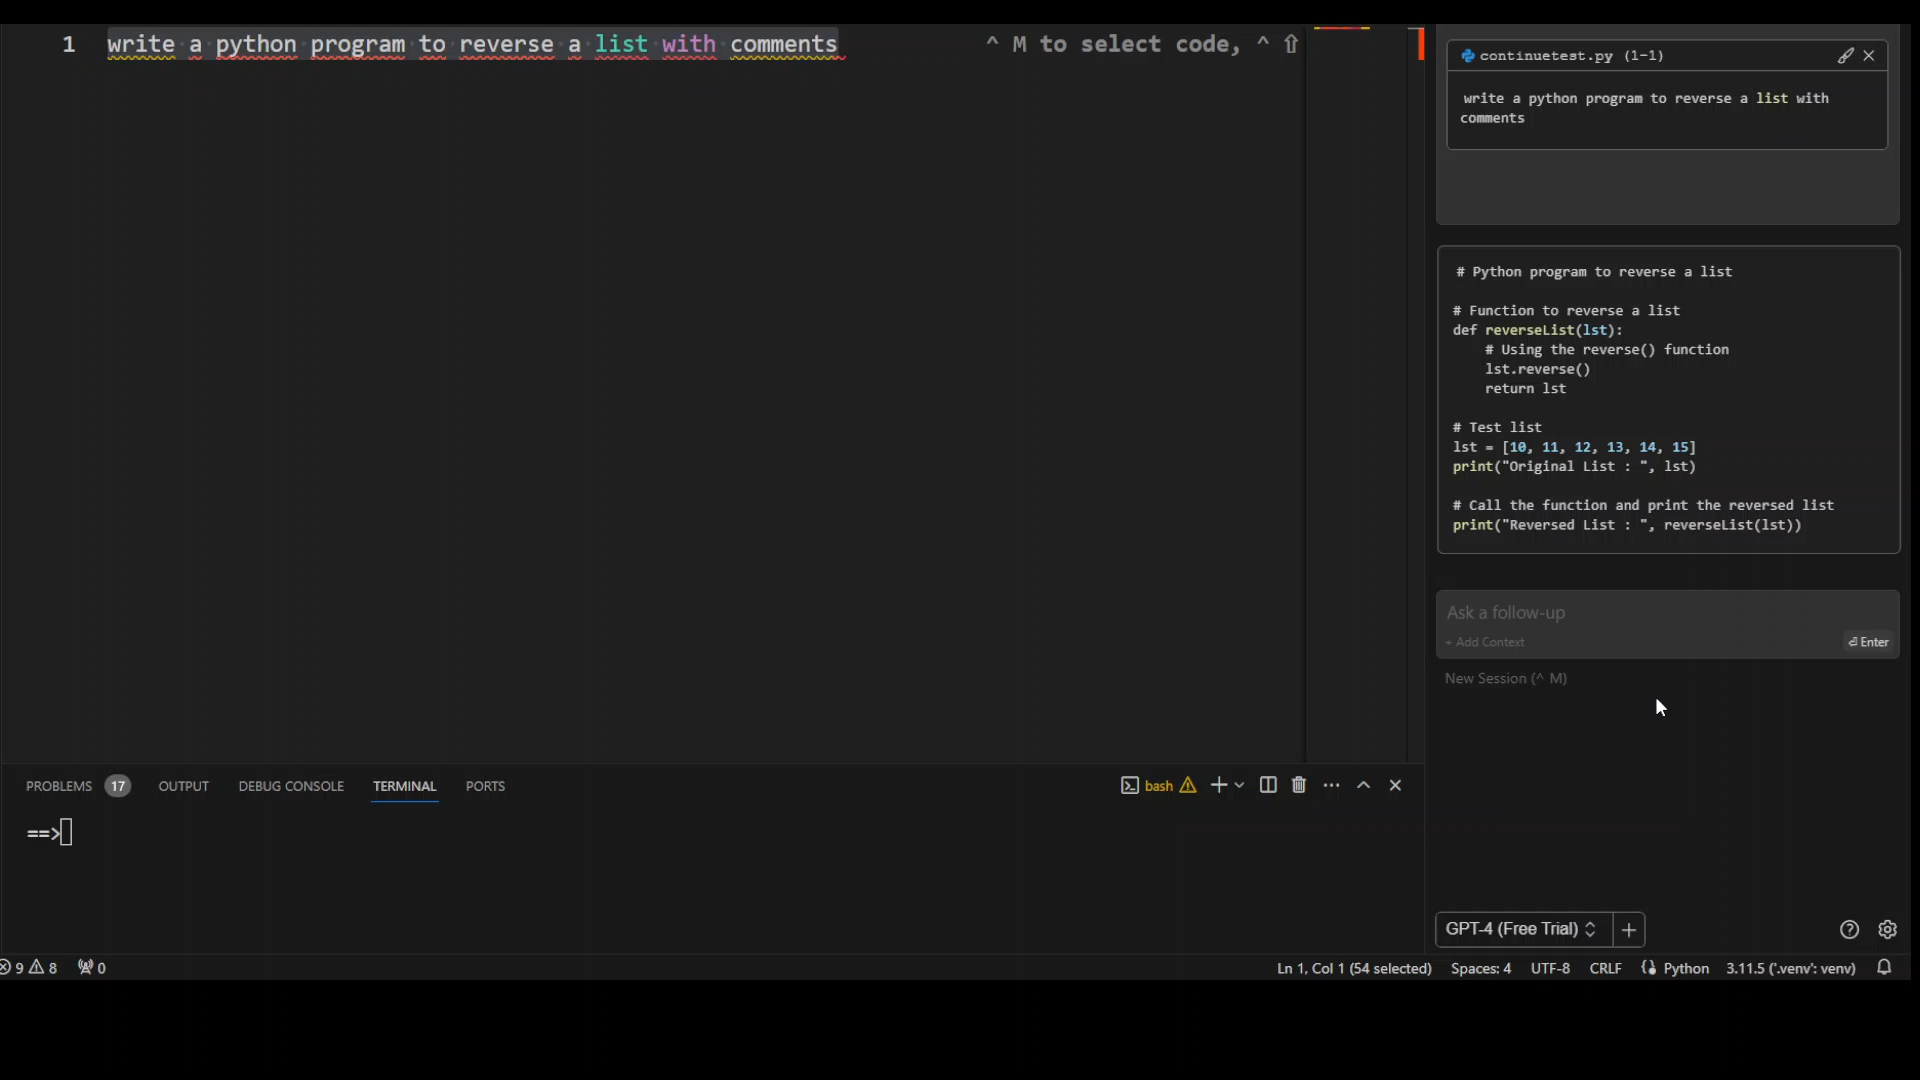 1 write a python program to reverse a list with comments ^ M to select code, ^ ⇧
continuetest.py (1-1)
write a python program to reverse a list with
comments
# Python program to reverse a list
# Function to reverse a list
def reverseList(lst):
# Using the reverse() function
lst.reverse()
return lst
# Test list
lst = [10, 11, 12, 13, 14, 15]
print("Original List : ", lst)
# Call the function and print the reversed list
print("Reversed List : ", reverseList(lst))
Ask a follow-up
+ Add Context ⏎ Enter
New Session (^ M)
PROBLEMS 17 OUTPUT DEBUG CONSOLE TERMINAL PORTS bash
==>
GPT-4 (Free Trial)
9 8 0 Ln 1, Col 1 (54 selected) Spaces: 4 UTF-8 CRLF Python 3.11.5 ('.venv': venv)